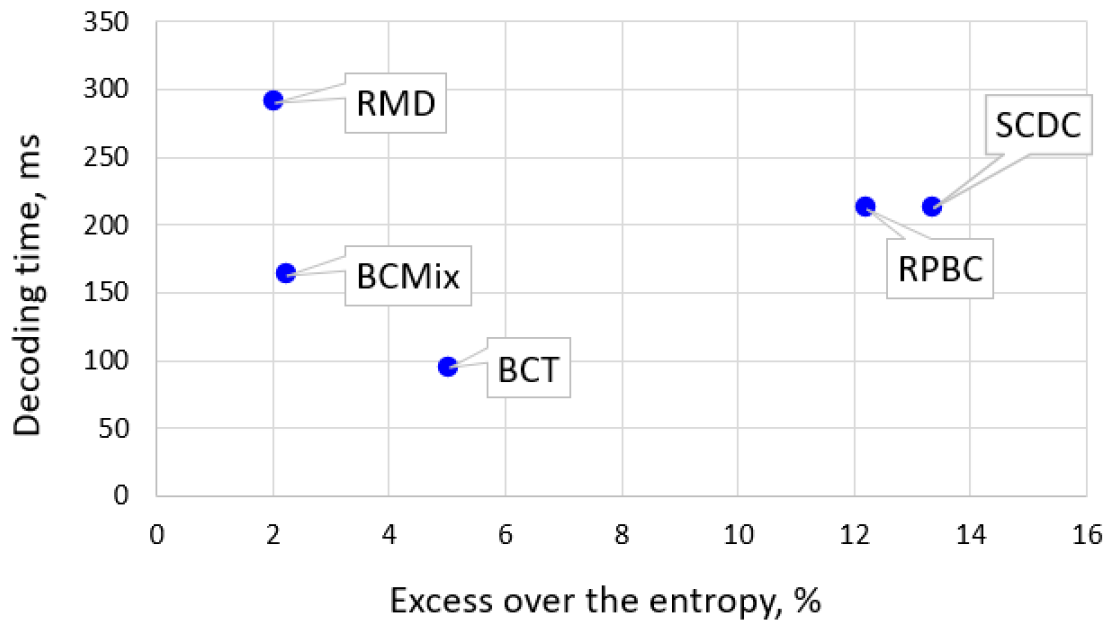 350
300
250
200
150
100
50
0
Decoding time, ms
RMD
SCDC
BCMix
RPBC
BCT
0 2 4 6 8 10 12 14 16
Excess over the entropy, %